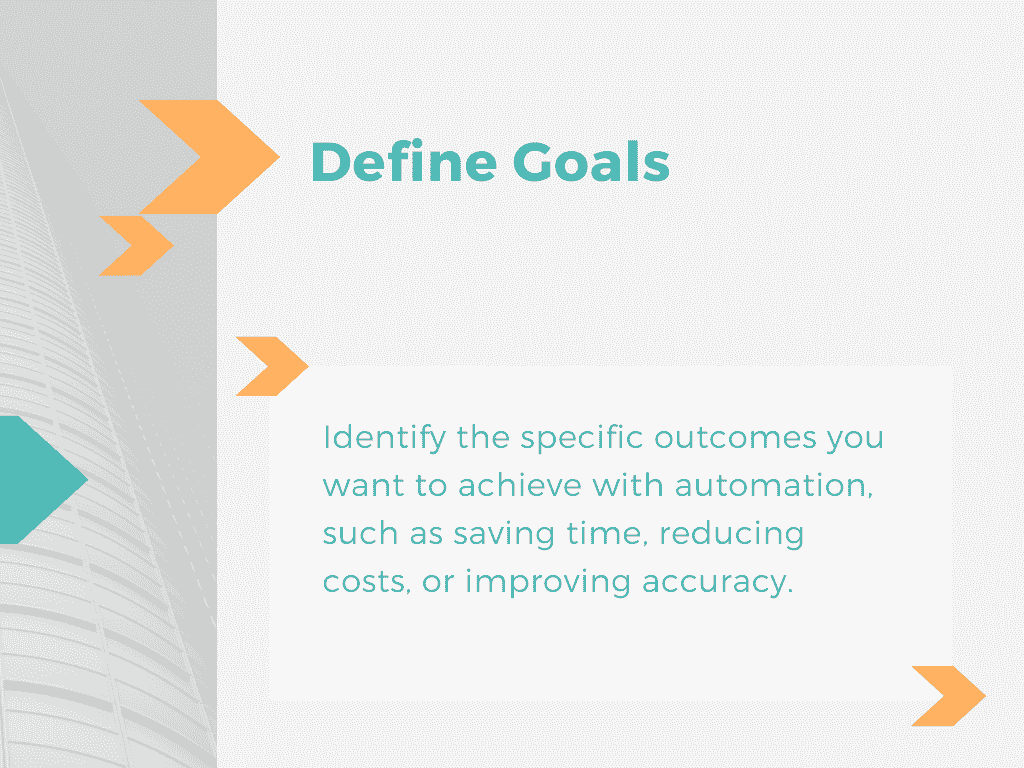 Define Goals
Identify the specific outcomes you
want to achieve with automation,
such as saving time, reducing
costs, or improving accuracy.